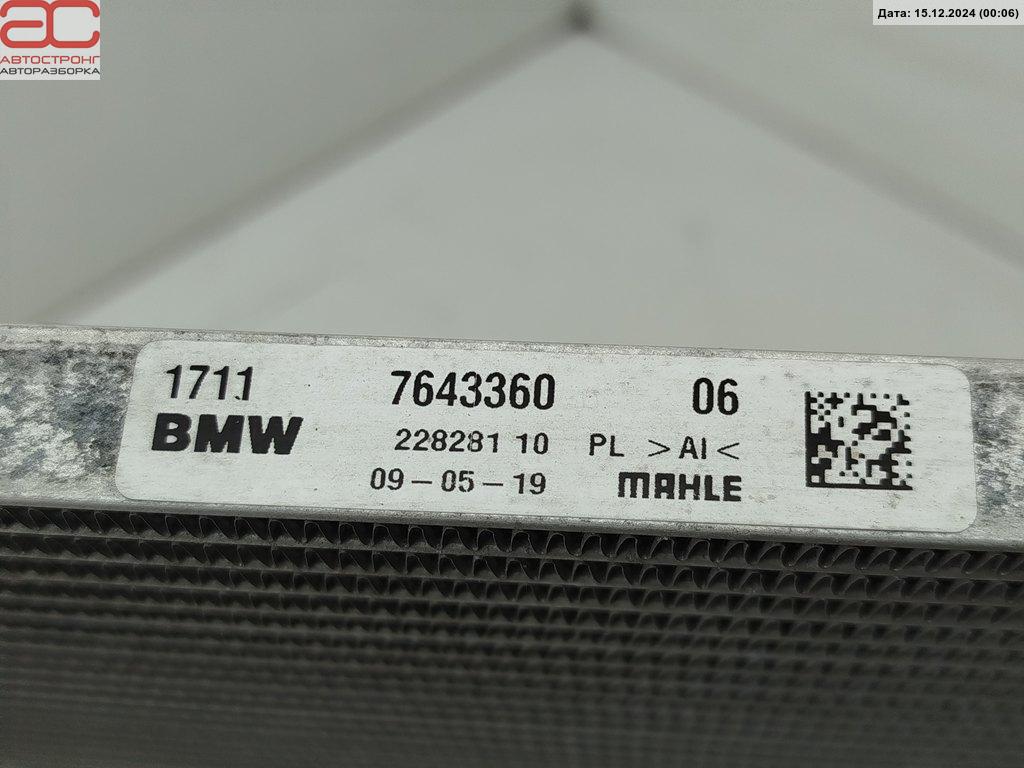 АС
АВТОСТРОНГ
АВТОРАЗБОРКА
Дата: 15.12.2024 (00:06)
1711 7643360 06
BMW 228281 10 PL >Al<
09-05-19 MAHLE